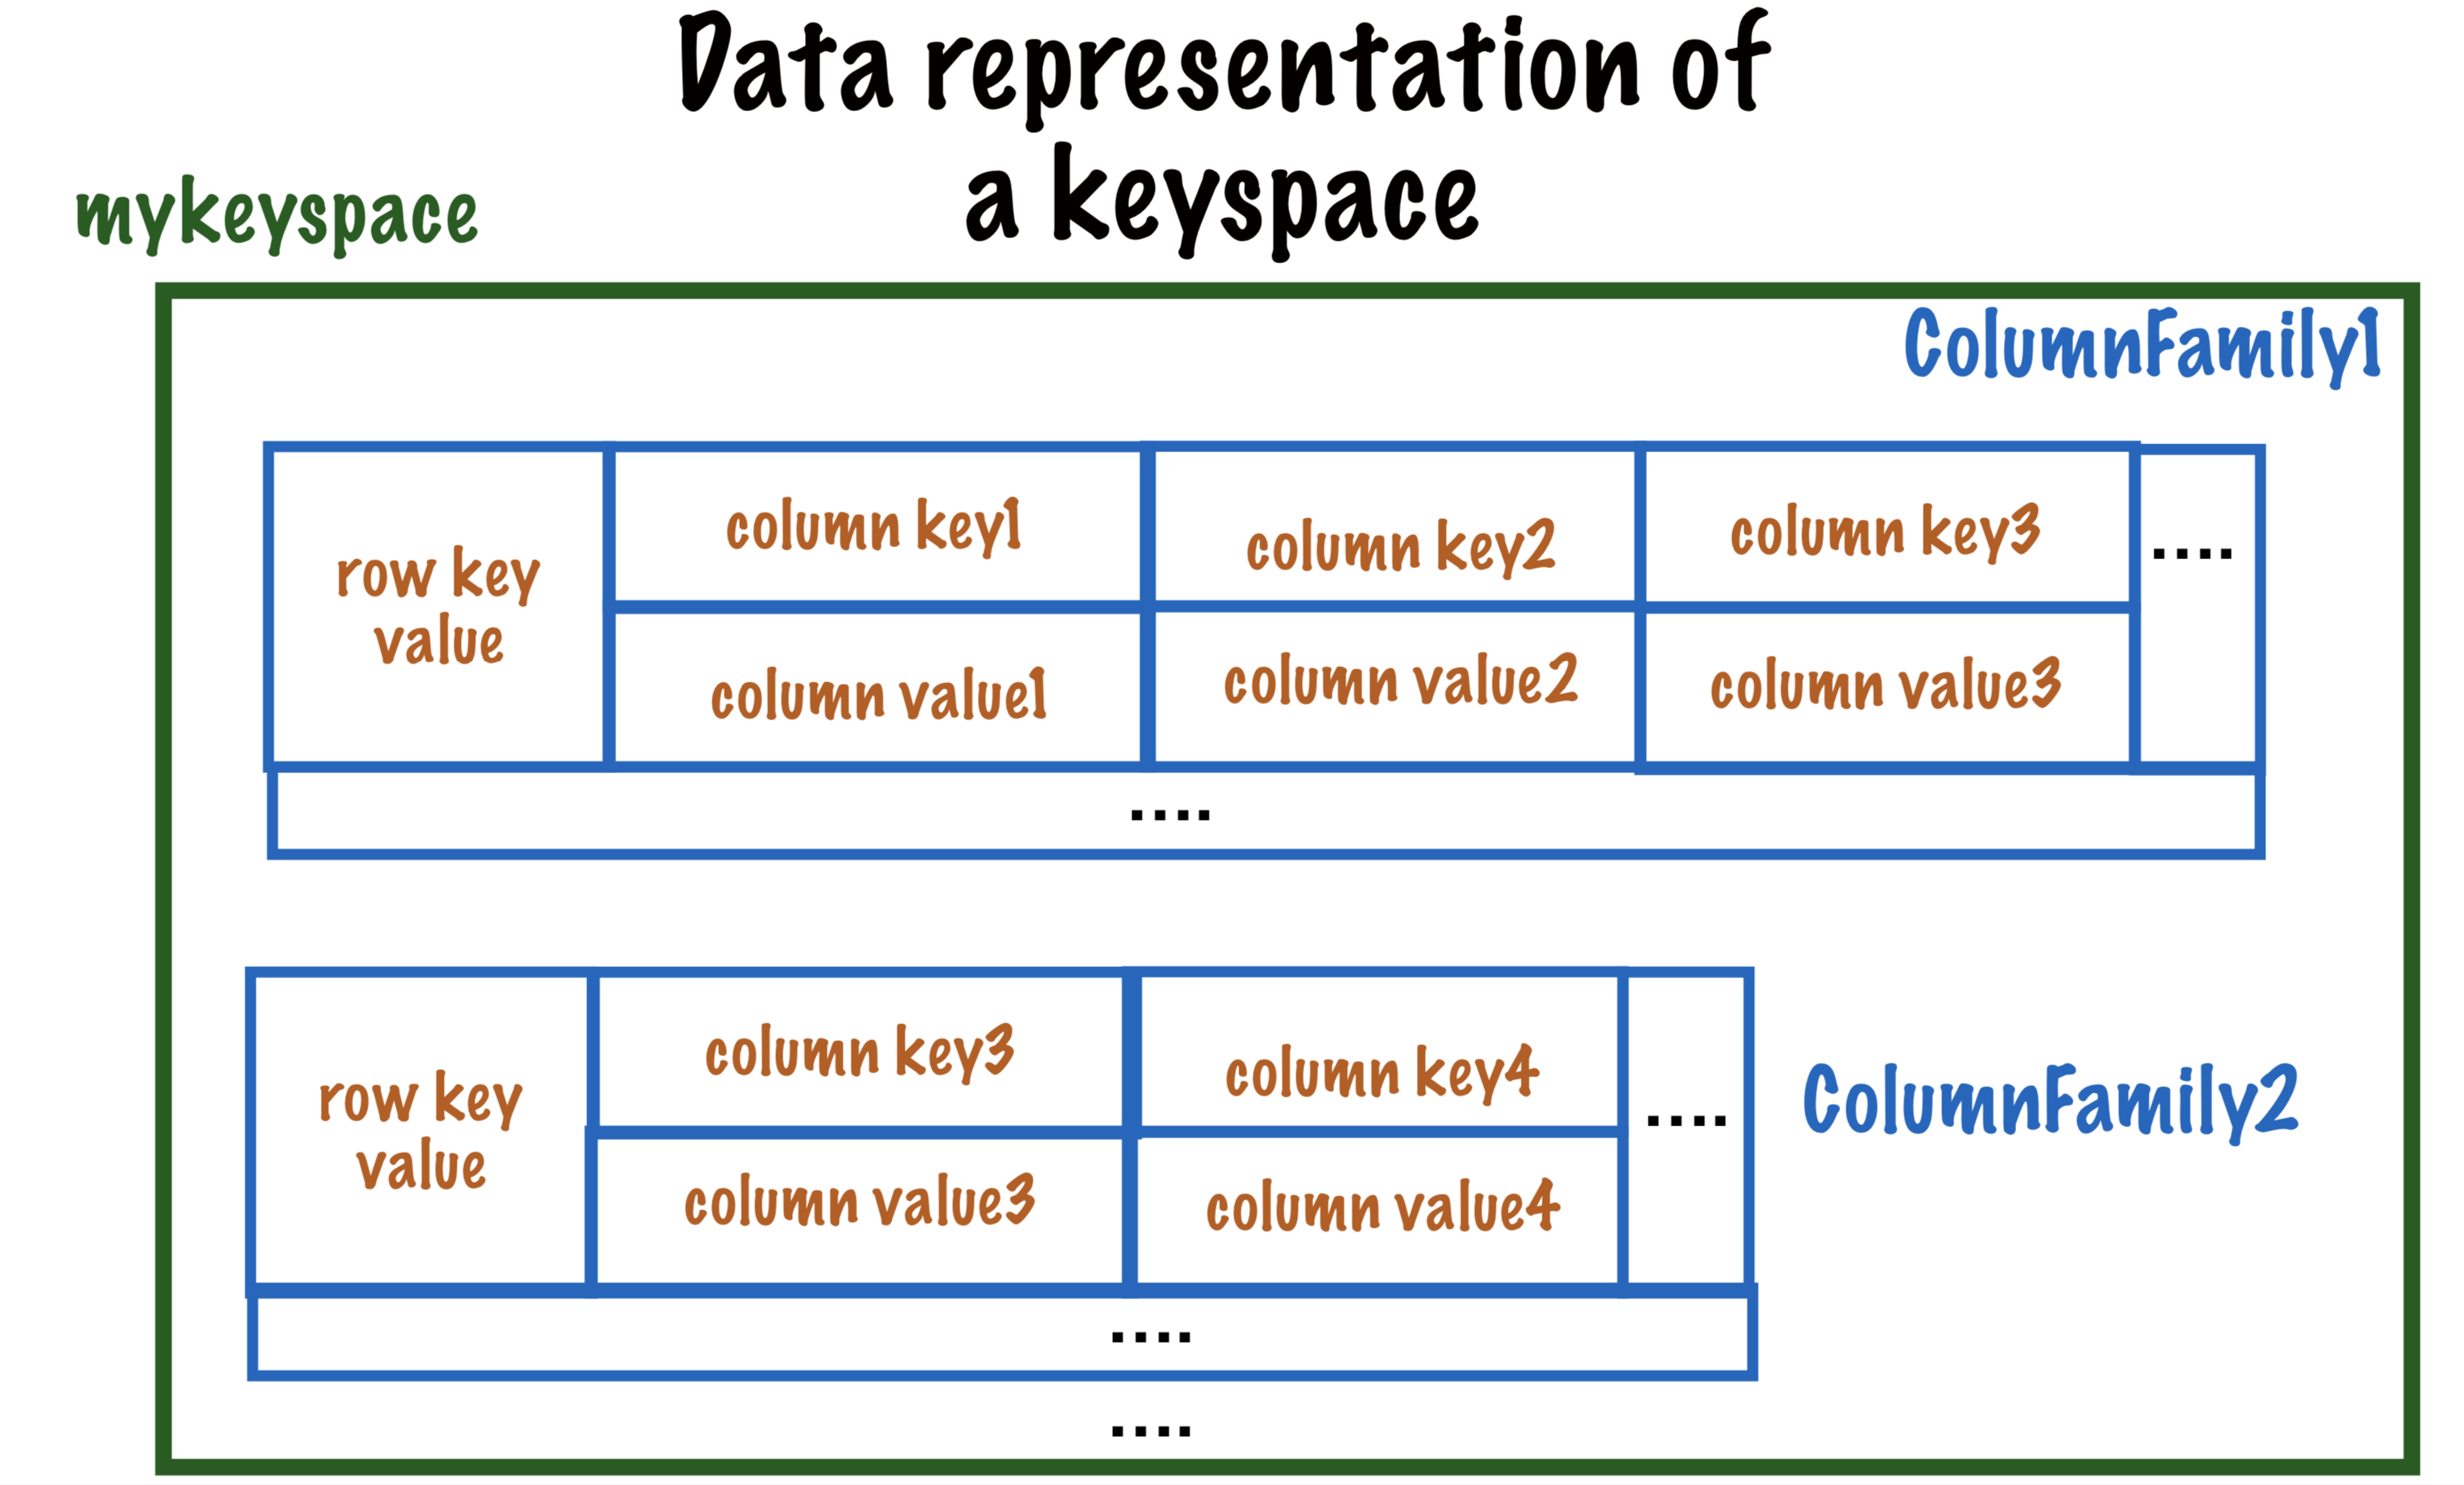 Data representation of
a keyspace
mykeyspace
ColumnFamily1
row key
value
column key1
column key2
column key3
....
column value1
column value2
column value3
....
row key
value
column key3
column key4
....
column value3
column value4
ColumnFamily2
....
....